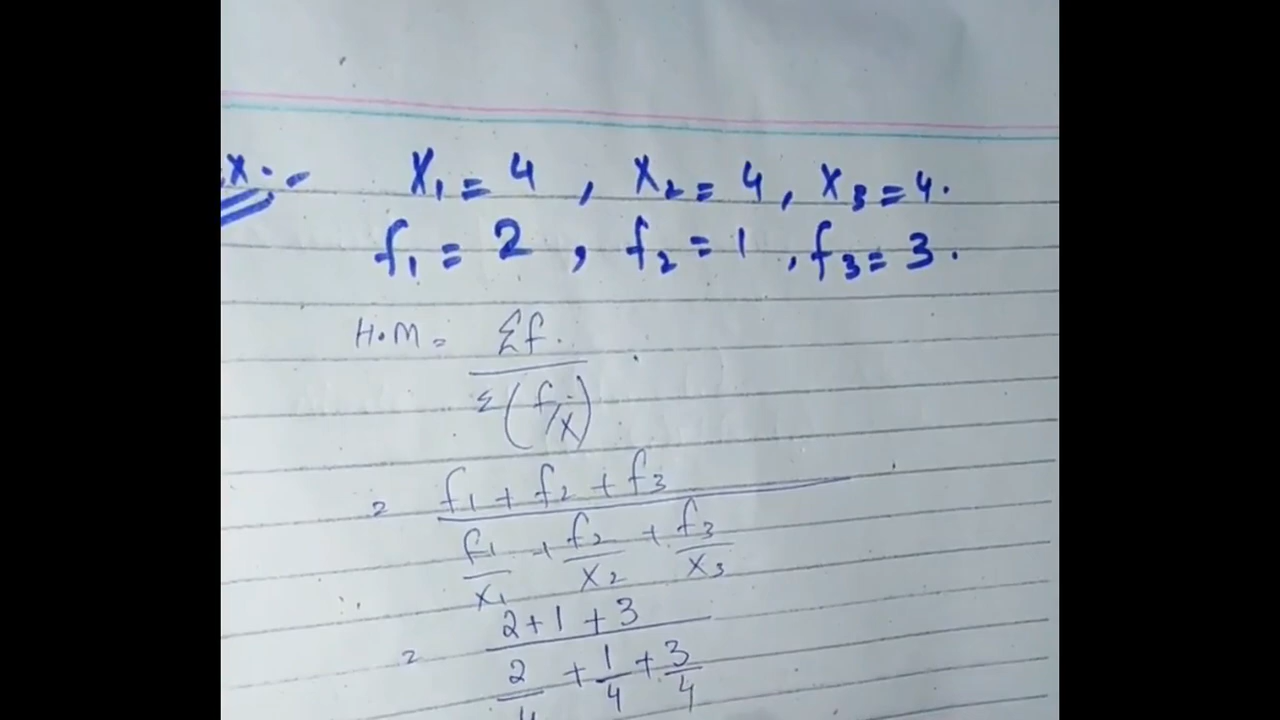 x.-
x₁ = 4 , x₂ = 4 , x₃ = 4.
f₁ = 2 , f₂ = 1 , f₃ = 3.
H.M = Σf. / Σ(f/x)
= f₁ + f₂ + f₃ / f₁/x₁ + f₂/x₂ + f₃/x₃
= 2+1+3 / 2/4 + 1/4 + 3/4